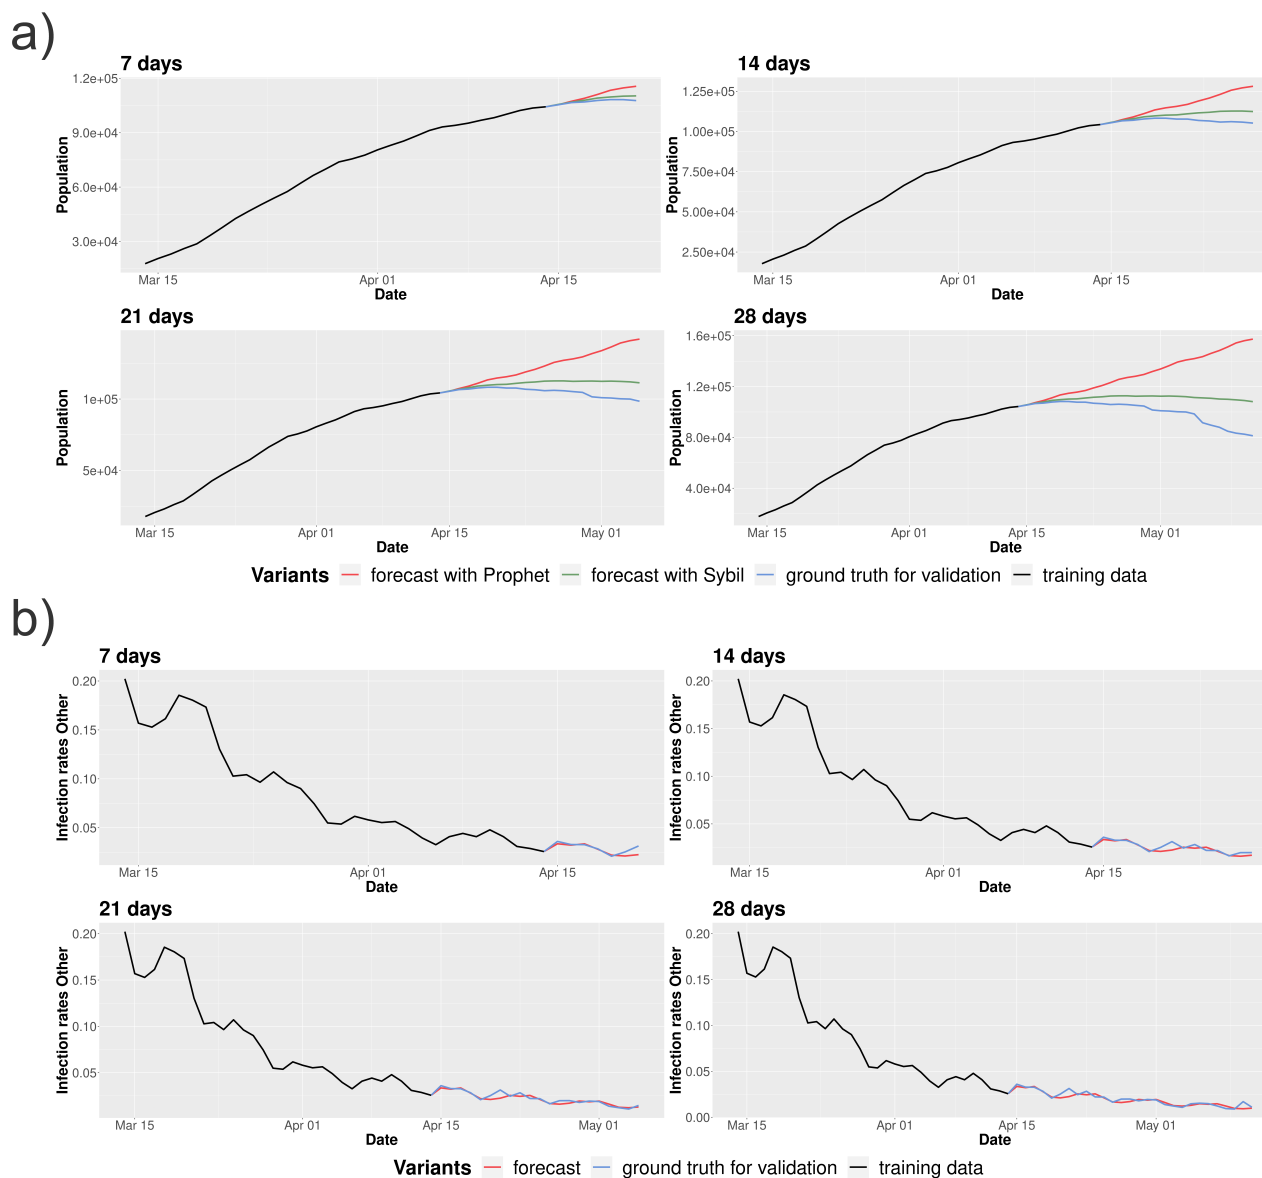 a)
7 days
14 days
1.2e+05
9.0e+04
6.0e+04
3.0e+04
Population
Mar 15
Apr 01
Apr 15
Date
1.25e+05
1.00e+05
7.50e+04
5.00e+04
2.50e+04
Population
Mar 15
Apr 01
Apr 15
Date
21 days
28 days
1e+05
5e+04
Population
Mar 15
Apr 01
Apr 15
May 01
Date
1.6e+05
1.2e+05
8.0e+04
4.0e+04
Population
Mar 15
Apr 01
Apr 15
May 01
Date
Variants forecast with Prophet forecast with Sybil ground truth for validation training data
b)
7 days
14 days
0.20
0.15
0.10
0.05
Infection rates Other
Mar 15
Apr 01
Apr 15
Date
0.20
0.15
0.10
0.05
Infection rates Other
Mar 15
Apr 01
Apr 15
Date
21 days
28 days
0.20
0.15
0.10
0.05
Infection rates Other
Mar 15
Apr 01
Apr 15
May 01
Date
0.20
0.15
0.10
0.05
0.00
Infection rates Other
Mar 15
Apr 01
Apr 15
May 01
Date
Variants forecast ground truth for validation training data